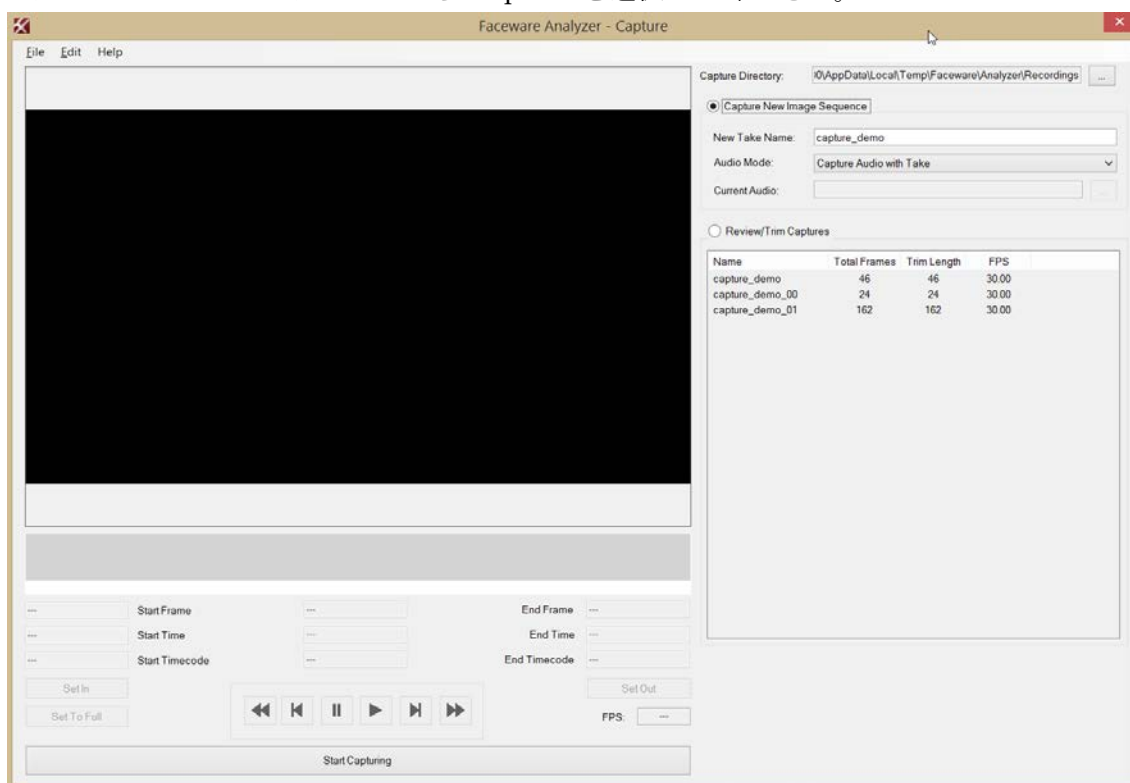 Faceware Analyzer - Capture
File Edit Help
Capture Directory: 0\AppData\Local\Temp\Faceware\Analyzer\Recordings ...
Capture New Image Sequence
New Take Name: capture_demo
Audio Mode: Capture Audio with Take
Current Audio: ...
Review/Trim Captures
Name Total Frames Trim Length FPS
capture_demo 46 46 30.00
capture_demo_00 24 24 30.00
capture_demo_01 162 162 30.00
--- Start Frame --- End Frame ---
--- Start Time --- End Time ---
--- Start Timecode --- End Timecode ---
Set In Set Out
Set To Full FPS: ---
Start Capturing